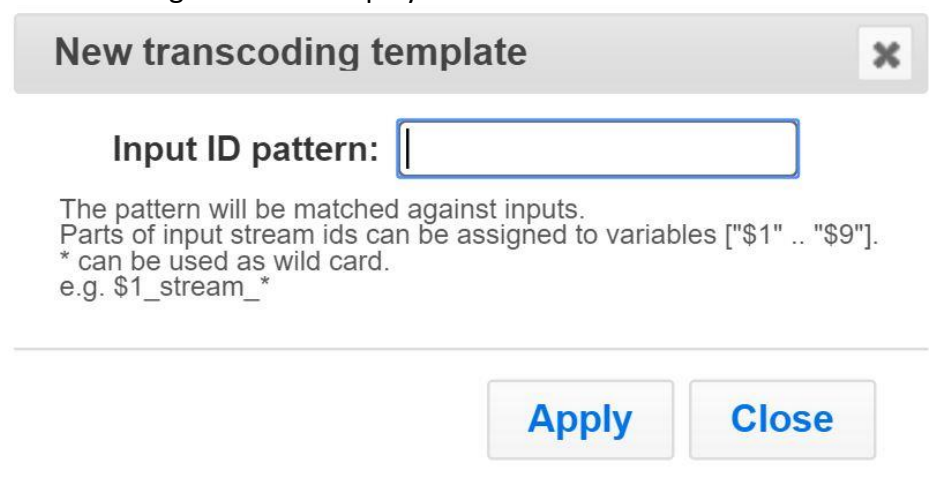 New transcoding template
Input ID pattern:
The pattern will be matched against inputs.
Parts of input stream ids can be assigned to variables ["$1" .. "$9"].
* can be used as wild card.
e.g. $1_stream_*
Apply Close